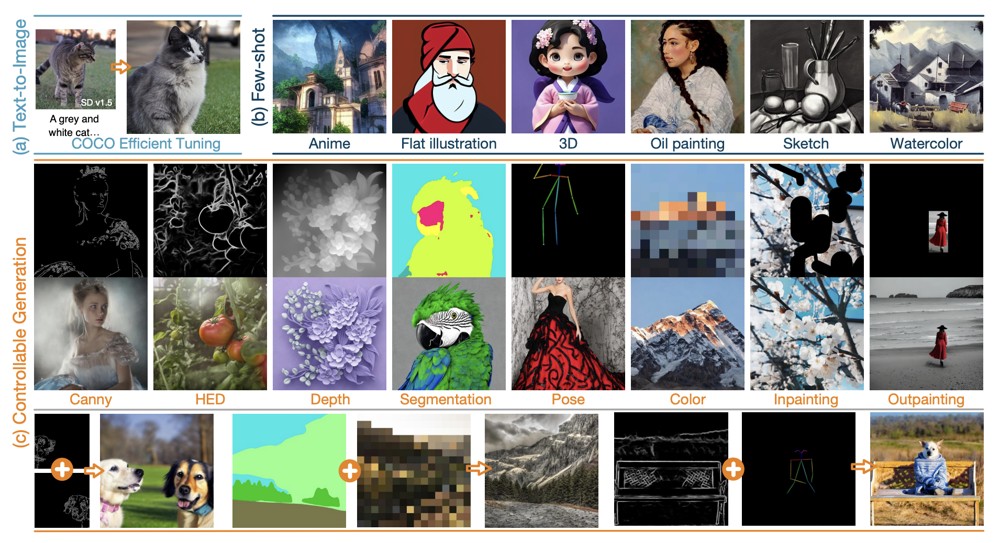 (a) Text-to-Image
SD v1.5
A grey and
white cat...
COCO Efficient Tuning
(b) Few-shot
Anime
Flat illustration
3D
Oil painting
Sketch
Watercolor
(c) Controllable Generation
Canny
HED
Depth
Segmentation
Pose
Color
Inpainting
Outpainting